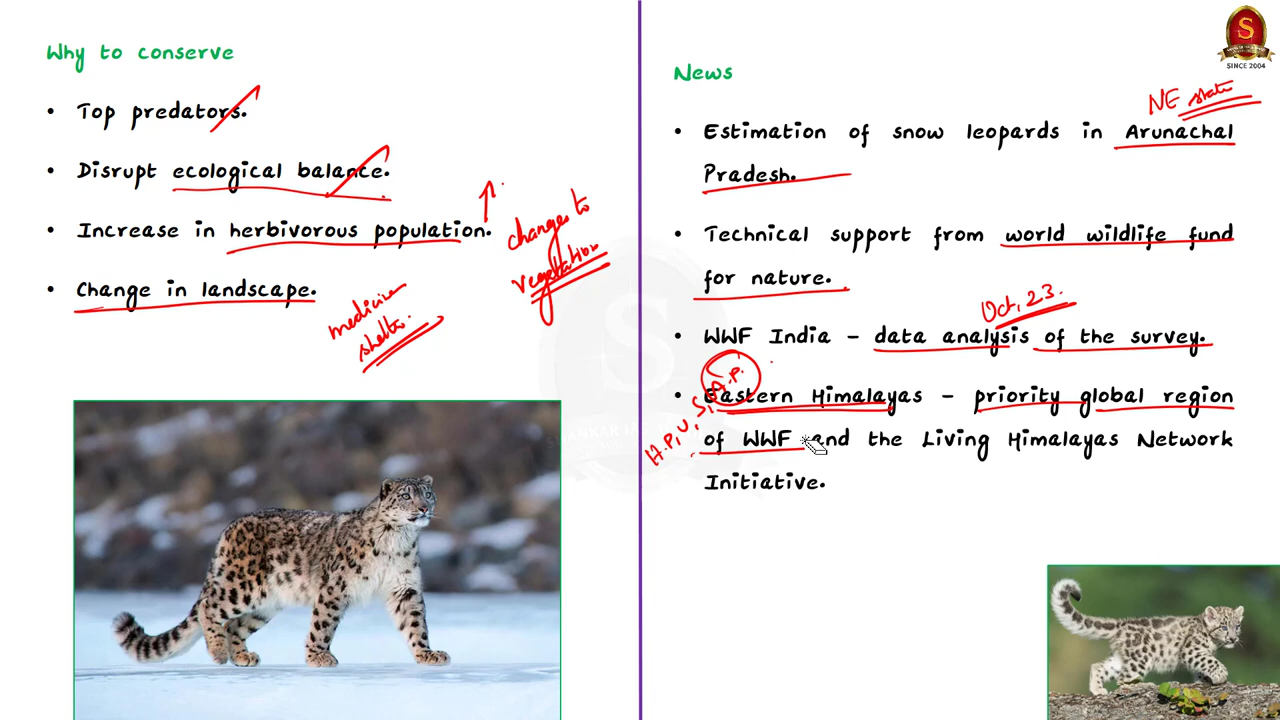 Why to conserve
• Top predators.
• Disrupt ecological balance.
• Increase in herbivorous population.
changes to
vegetation
• Change in landscape.
medicine
shelter.
News
SINCE 2004
NE state
• Estimation of snow leopards in Arunachal
Pradesh.
• Technical support from world wildlife fund
for nature.
Oct, 23.
• WWF India – data analysis of the survey.
• Eastern Himalayas – priority global region
of WWF and the Living Himalayas Network
Initiative.
H.P, U, S, A.P.